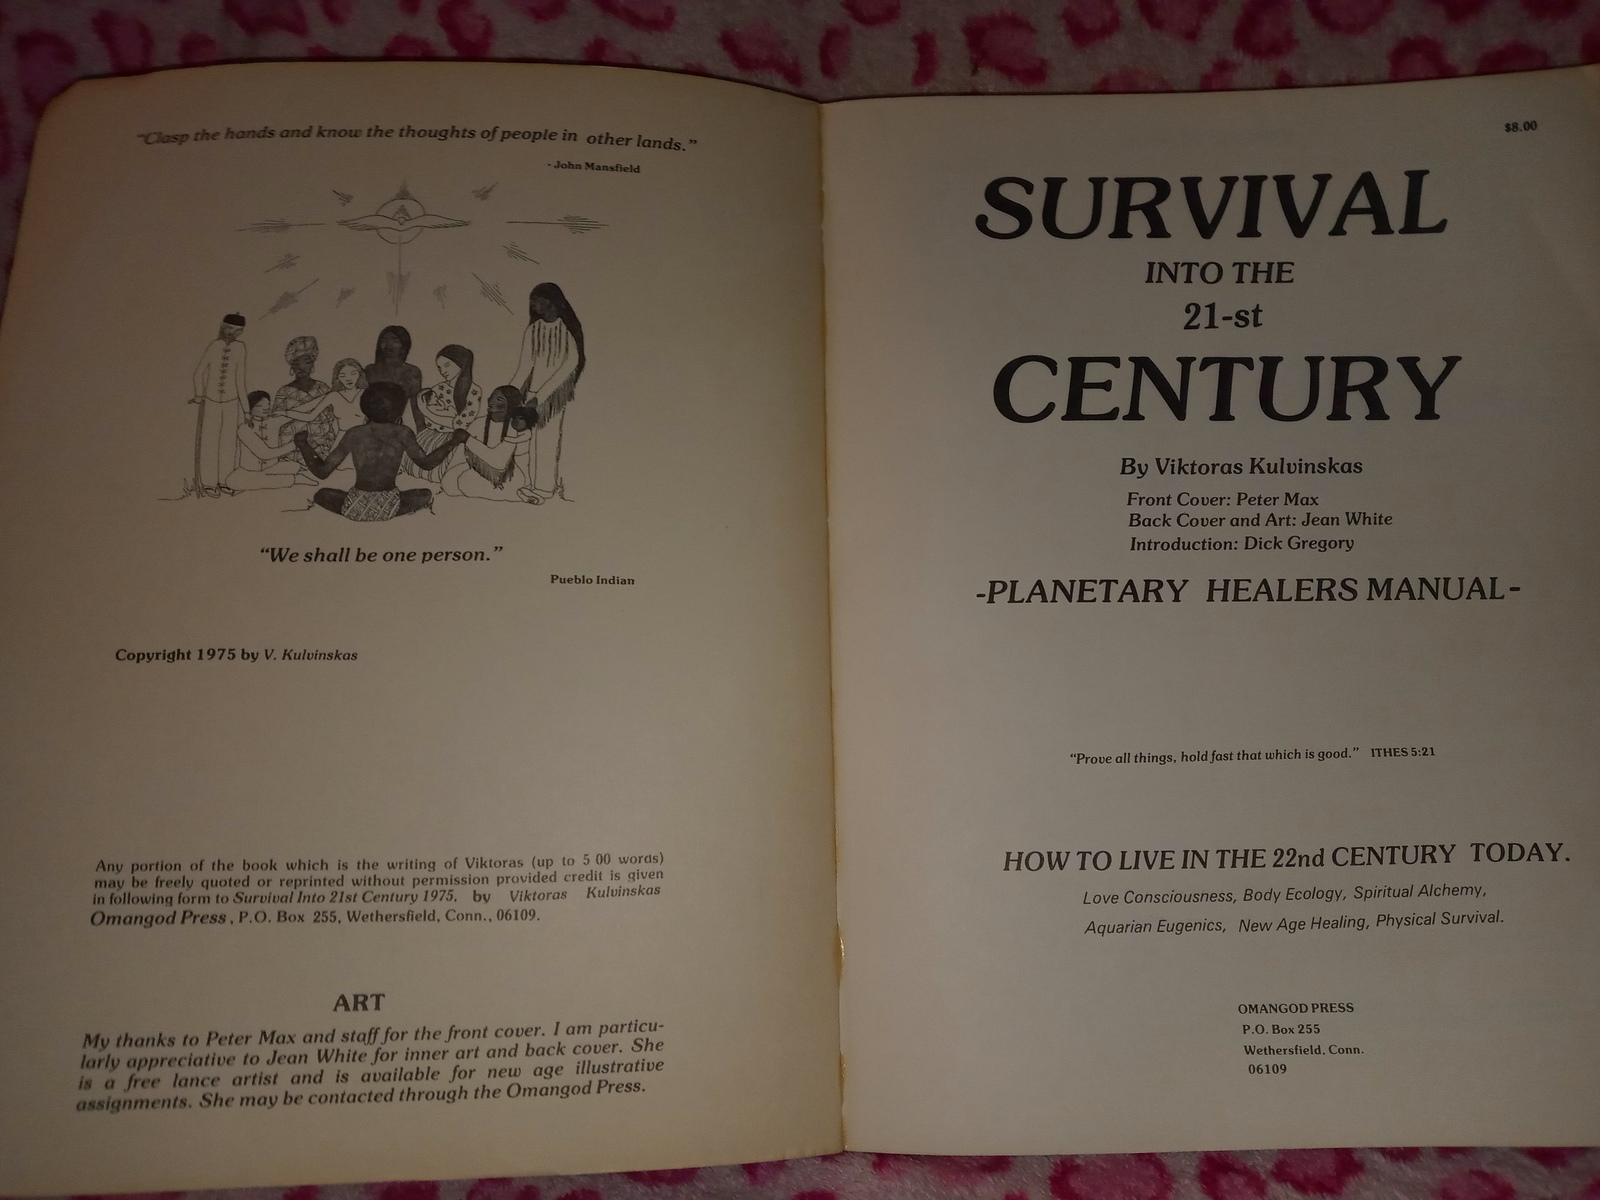 "Clasp the hands and know the thoughts of people in other lands."
- John Mansfield
"We shall be one person."
Pueblo Indian
Copyright 1975 by V. Kulvinskas
Any portion of the book which is the writing of Viktoras (up to 5 00 words)
may be freely quoted or reprinted without permission provided credit is given
in following form to Survival Into 21st Century 1975, by Viktoras Kulvinskas
Omangod Press, P.O. Box 255, Wethersfield, Conn., 06109.
ART
My thanks to Peter Max and staff for the front cover. I am particu-
larly appreciative to Jean White for inner art and back cover. She
is a free lance artist and is available for new age illustrative
assignments. She may be contacted through the Omangod Press.
$8.00
SURVIVAL
INTO THE
21-st
CENTURY
By Viktoras Kulvinskas
Front Cover: Peter Max
Back Cover and Art: Jean White
Introduction: Dick Gregory
-PLANETARY HEALERS MANUAL-
"Prove all things, hold fast that which is good." ITHES 5:21
HOW TO LIVE IN THE 22nd CENTURY TODAY.
Love Consciousness, Body Ecology, Spiritual Alchemy,
Aquarian Eugenics, New Age Healing, Physical Survival.
OMANGOD PRESS
P.O. Box 255
Wethersfield, Conn.
06109